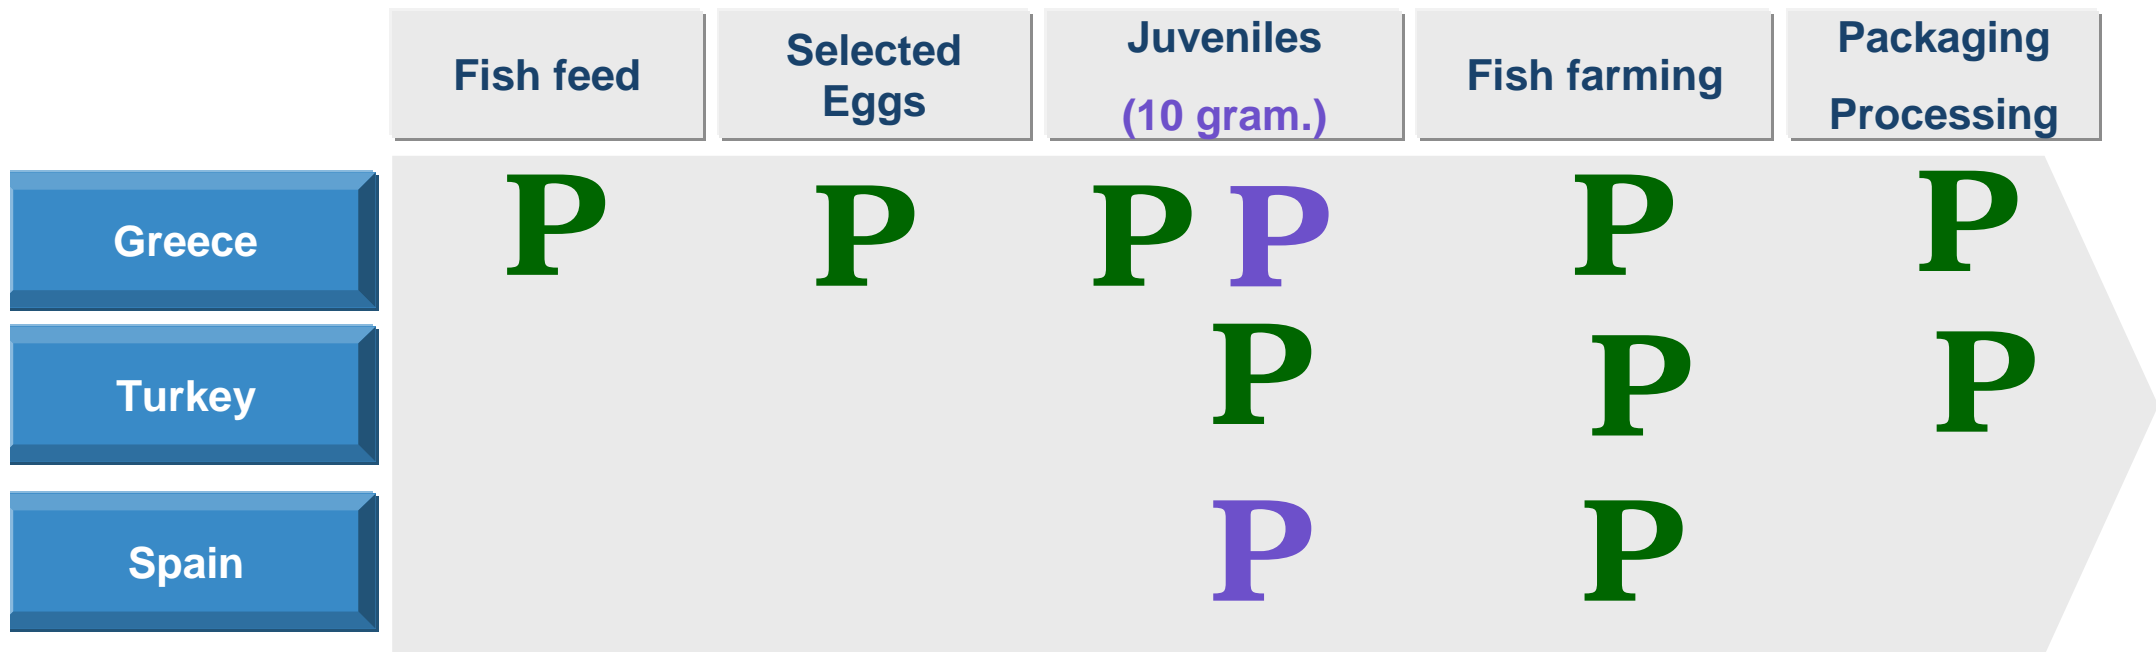 Fish feed
Selected
Eggs
Juveniles
(10 gram.)
Fish farming
Packaging
Processing
Greece
P P P P P P
Turkey
P P P
Spain
P P